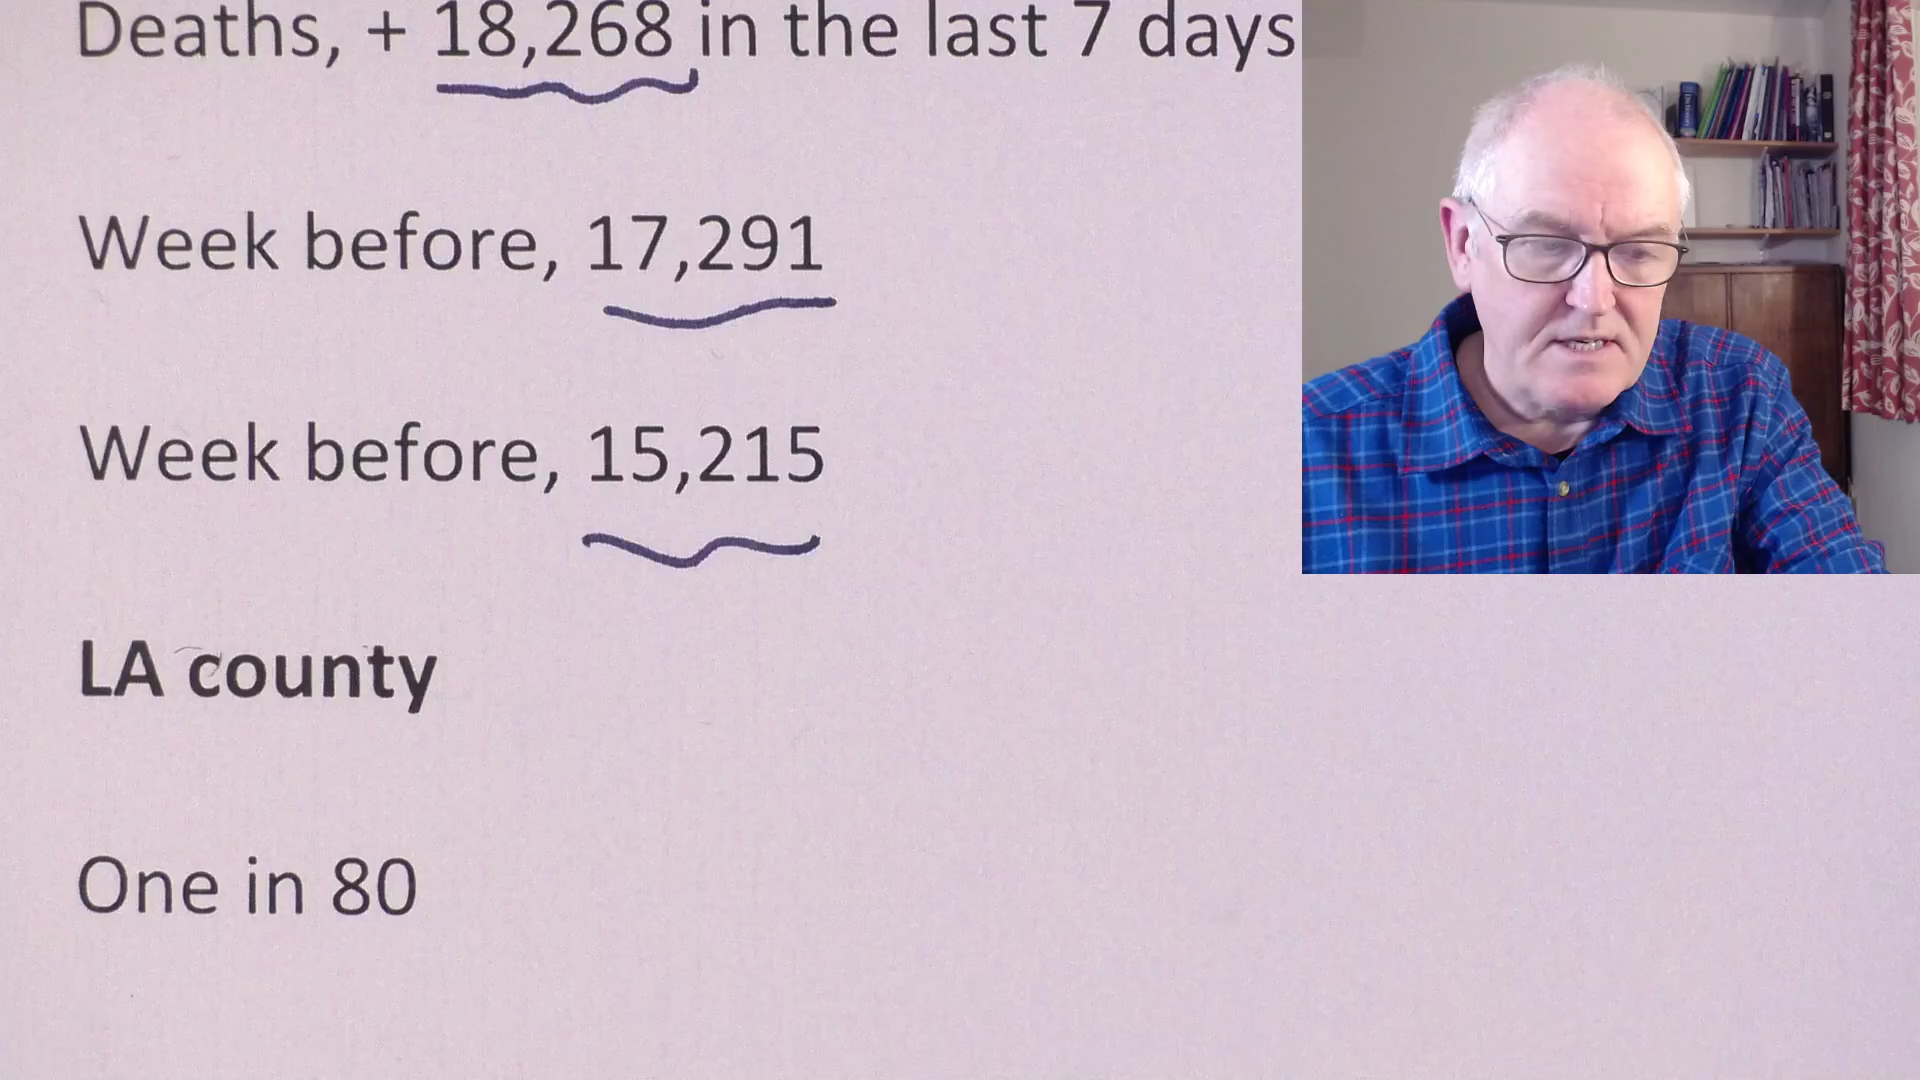 Deaths, + 18,268 in the last 7 days
Week before, 17,291
Week before, 15,215
LA county
One in 80